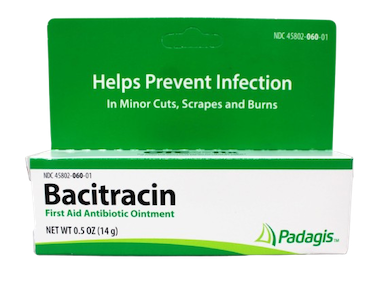 NDC 45802-060-01
Helps Prevent Infection
In Minor Cuts, Scrapes and Burns
NDC 45802-060-01
Bacitracin
First Aid Antibiotic Ointment
NET WT 0.5 OZ (14 g)
Padagis™